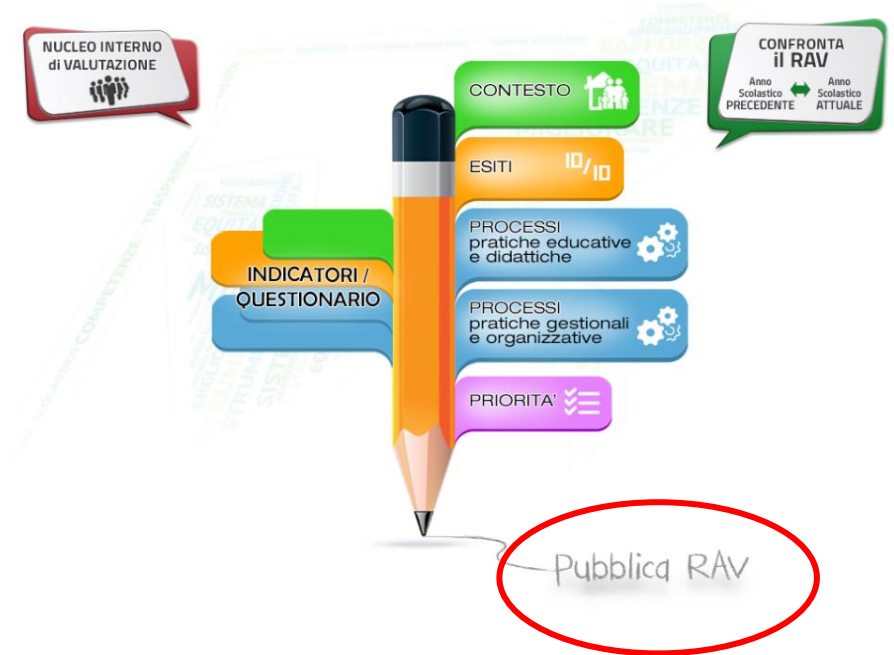 NUCLEO INTERNO
di VALUTAZIONE
CONFRONTA
il RAV
Anno Scolastico PRECEDENTE
Anno Scolastico ATTUALE
CONTESTO
ESITI 10/10
PROCESSI
pratiche educative
e didattiche
INDICATORI /
QUESTIONARIO
PROCESSI
pratiche gestionali
e organizzative
PRIORITA'
Pubblica RAV